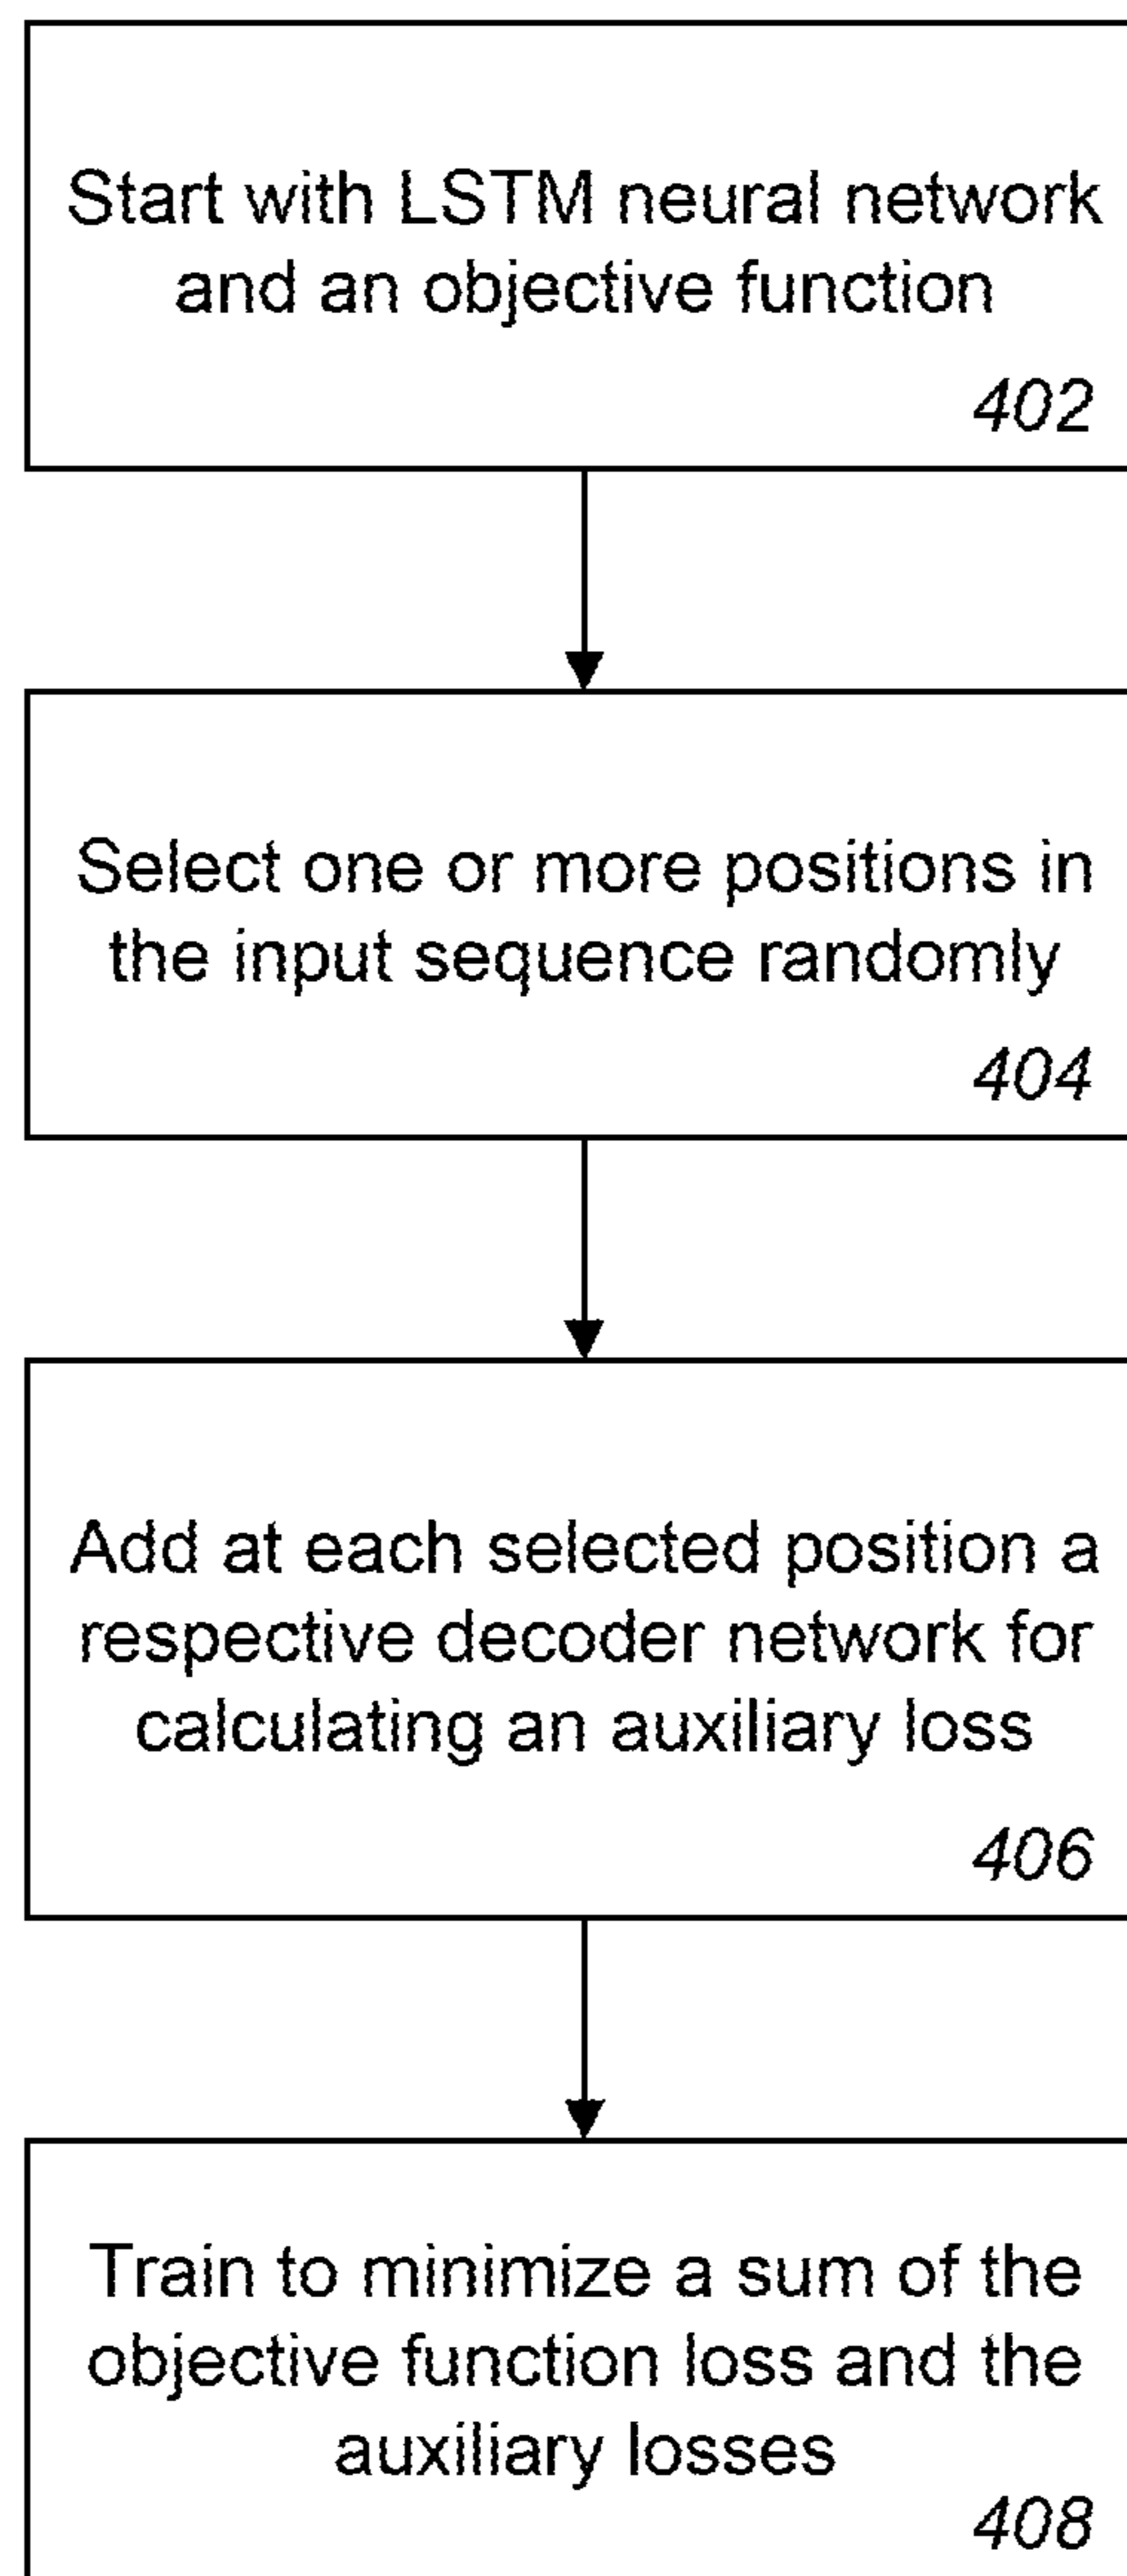 Start with LSTM neural network
and an objective function
402
Select one or more positions in
the input sequence randomly
404
Add at each selected position a
respective decoder network for
calculating an auxiliary loss
406
Train to minimize a sum of the
objective function loss and the
auxiliary losses
408